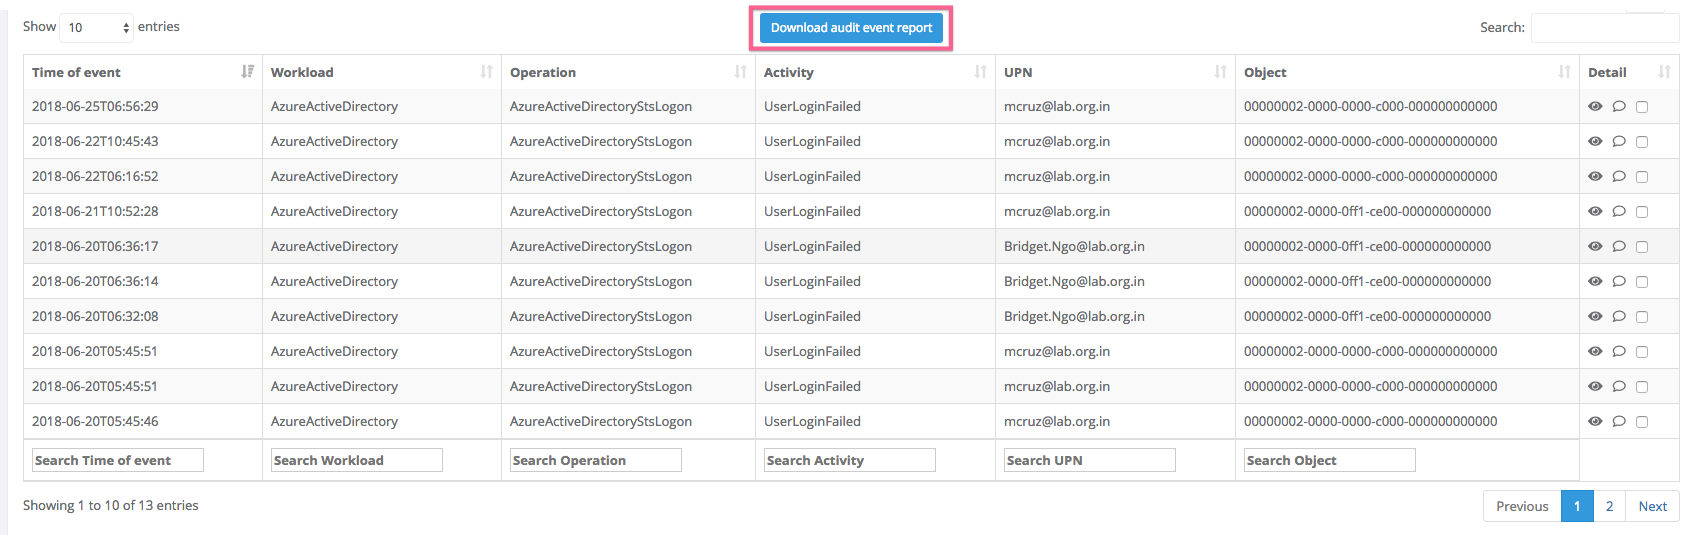 Show 10 entries Download audit event report Search:
Time of event Workload Operation Activity UPN Object Detail
2018-06-25T06:56:29 AzureActiveDirectory AzureActiveDirectoryStsLogon UserLoginFailed mcruz@lab.org.in 00000002-0000-0000-c000-000000000000
2018-06-22T10:45:43 AzureActiveDirectory AzureActiveDirectoryStsLogon UserLoginFailed mcruz@lab.org.in 00000002-0000-0000-c000-000000000000
2018-06-22T06:16:52 AzureActiveDirectory AzureActiveDirectoryStsLogon UserLoginFailed mcruz@lab.org.in 00000002-0000-0000-c000-000000000000
2018-06-21T10:52:28 AzureActiveDirectory AzureActiveDirectoryStsLogon UserLoginFailed mcruz@lab.org.in 00000002-0000-0ff1-ce00-000000000000
2018-06-20T06:36:17 AzureActiveDirectory AzureActiveDirectoryStsLogon UserLoginFailed Bridget.Ngo@lab.org.in 00000002-0000-0ff1-ce00-000000000000
2018-06-20T06:36:14 AzureActiveDirectory AzureActiveDirectoryStsLogon UserLoginFailed Bridget.Ngo@lab.org.in 00000002-0000-0ff1-ce00-000000000000
2018-06-20T06:32:08 AzureActiveDirectory AzureActiveDirectoryStsLogon UserLoginFailed Bridget.Ngo@lab.org.in 00000002-0000-0ff1-ce00-000000000000
2018-06-20T05:45:51 AzureActiveDirectory AzureActiveDirectoryStsLogon UserLoginFailed mcruz@lab.org.in 00000002-0000-0000-c000-000000000000
2018-06-20T05:45:51 AzureActiveDirectory AzureActiveDirectoryStsLogon UserLoginFailed mcruz@lab.org.in 00000002-0000-0000-c000-000000000000
2018-06-20T05:45:46 AzureActiveDirectory AzureActiveDirectoryStsLogon UserLoginFailed mcruz@lab.org.in 00000002-0000-0000-c000-000000000000
Search Time of event Search Workload Search Operation Search Activity Search UPN Search Object
Showing 1 to 10 of 13 entries Previous 1 2 Next